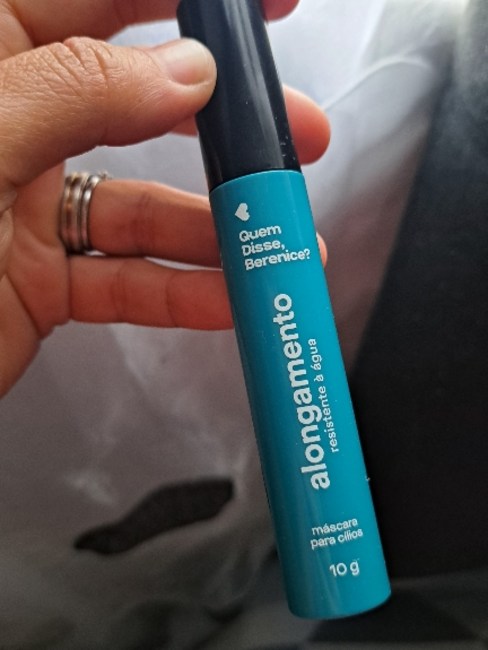 Quem
Disse,
Berenice?
alongamento
resistente à água
máscara
para cílios
10 g